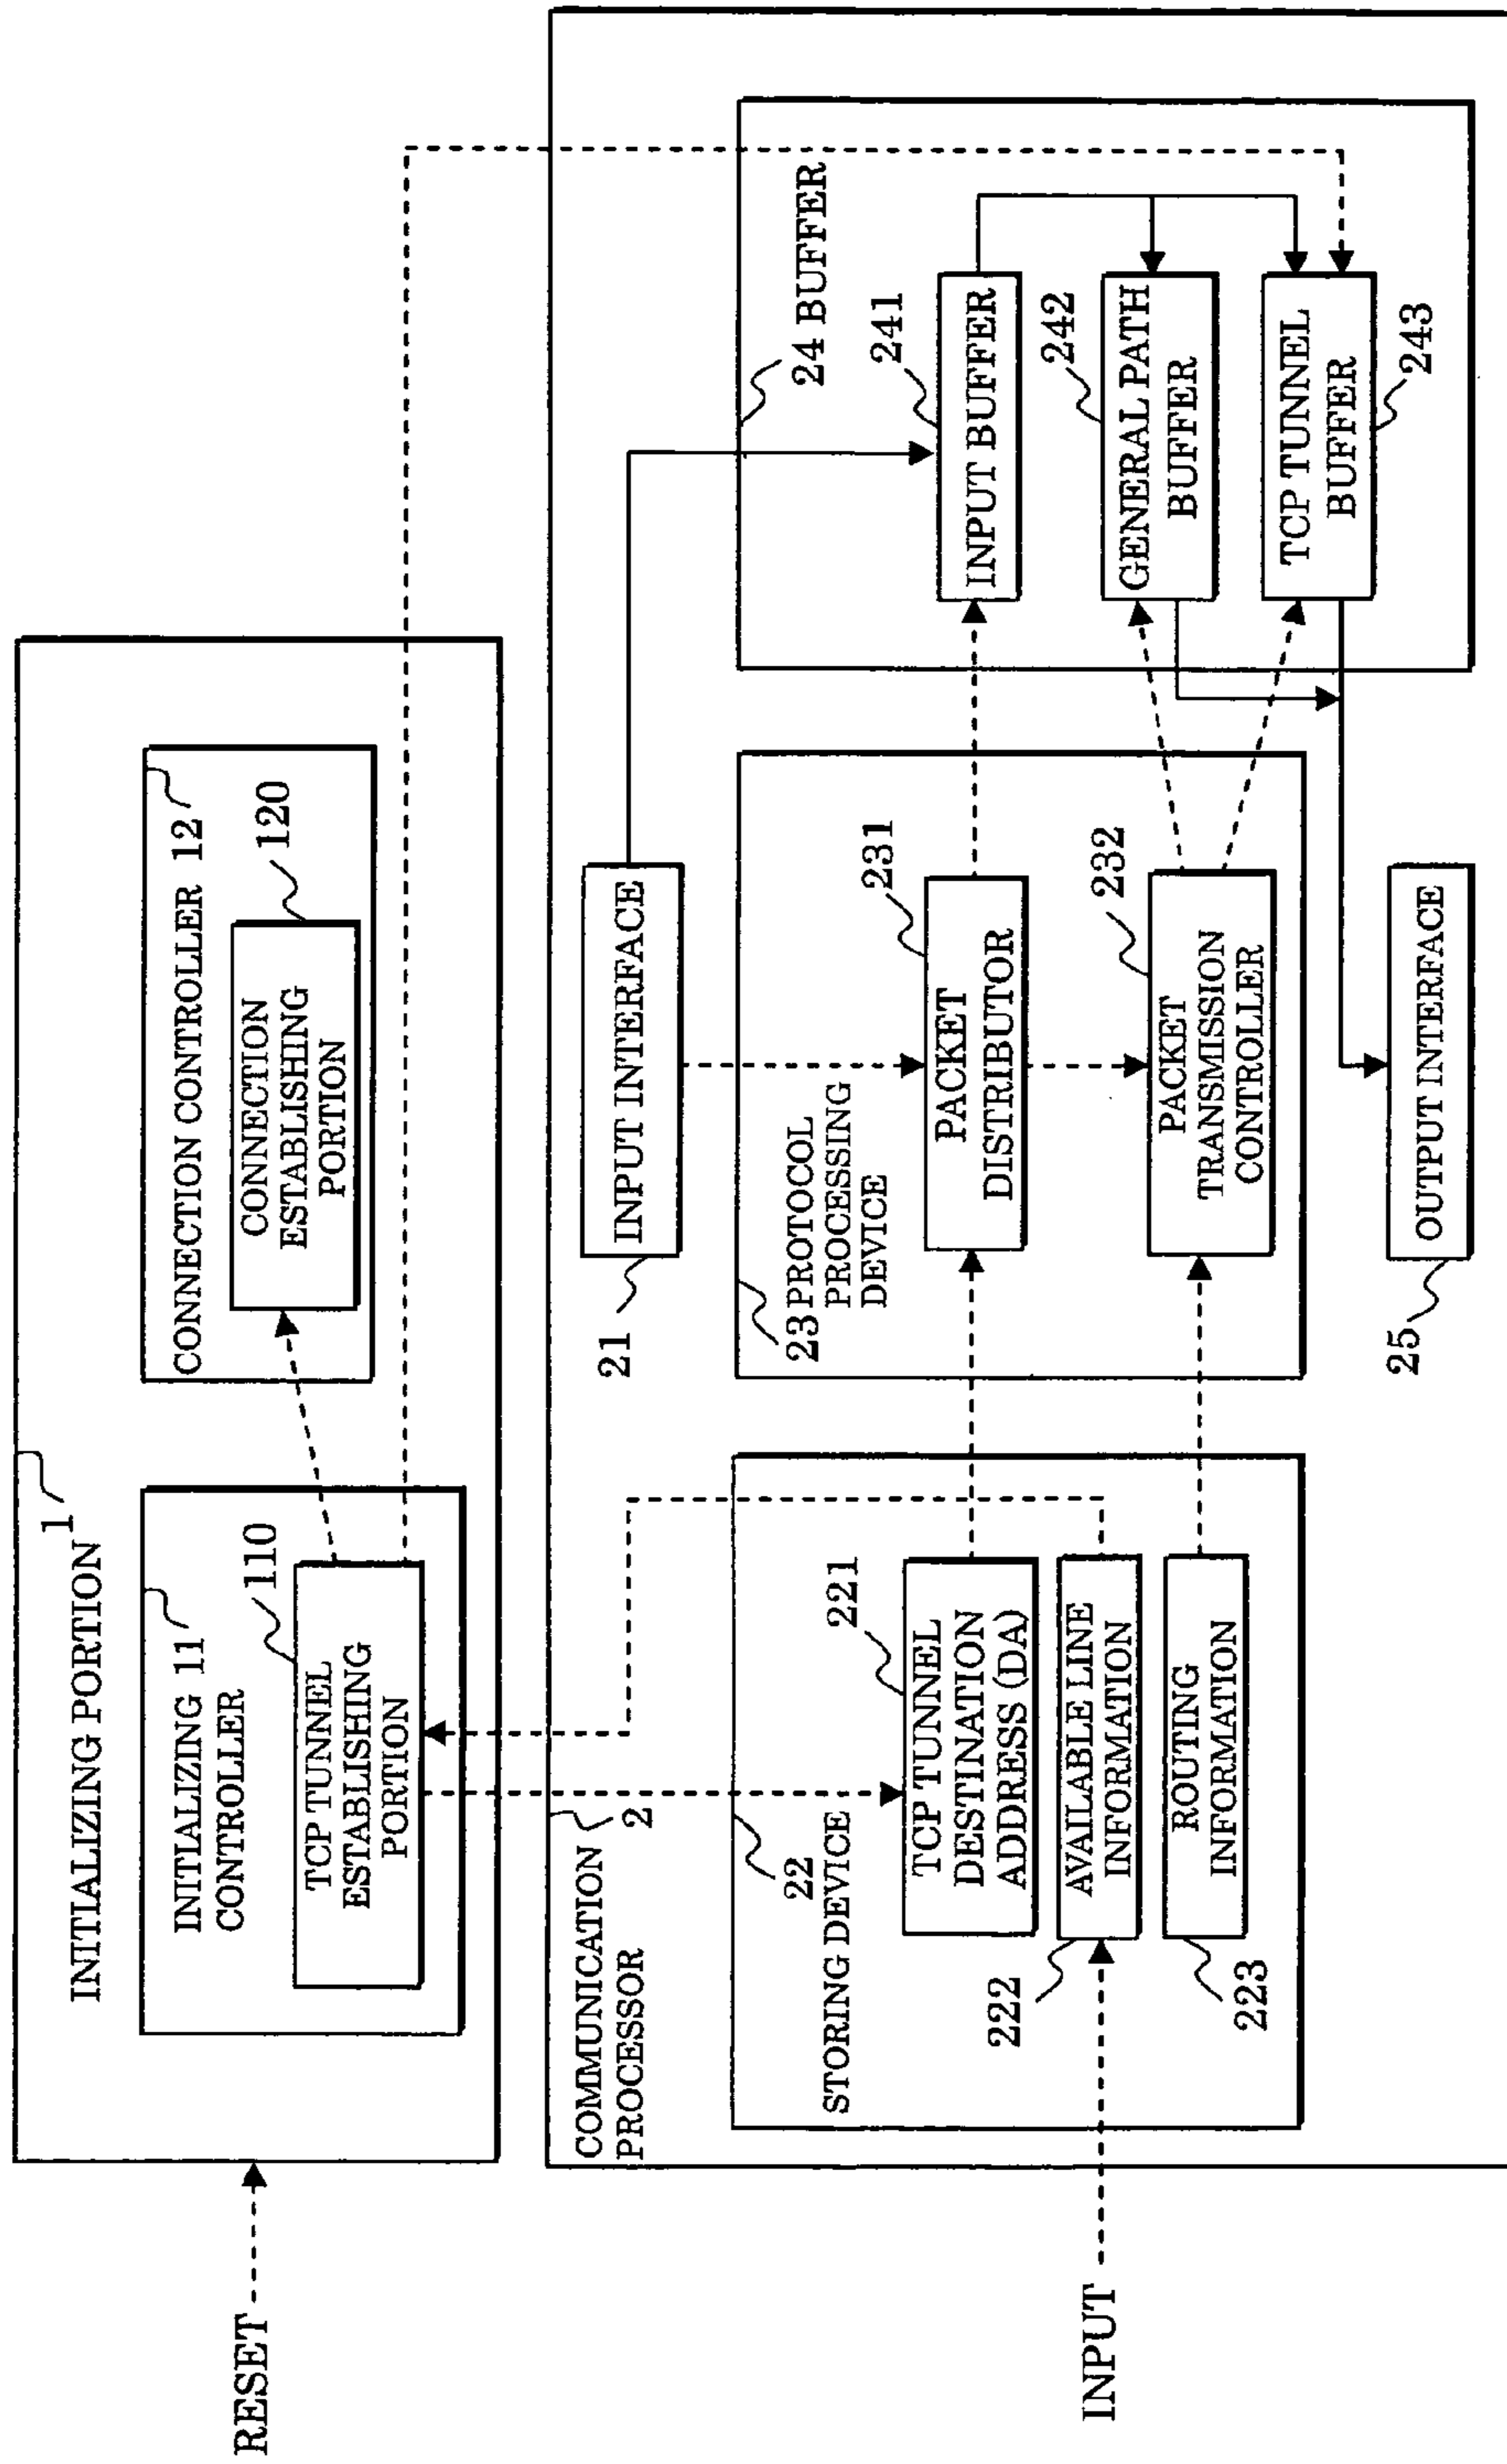 RESET
INITIALIZING PORTION 1
INITIALIZING 11
CONTROLLER
110
TCP TUNNEL
ESTABLISHING
PORTION
CONNECTION CONTROLLER 12
120
CONNECTION
ESTABLISHING
PORTION
COMMUNICATION
PROCESSOR 2
INPUT
22
STORING DEVICE
221
TCP TUNNEL
DESTINATION
ADDRESS (DA)
222
AVAILABLE LINE
INFORMATION
223
ROUTING
INFORMATION
21
INPUT INTERFACE
23 PROTOCOL
PROCESSING
DEVICE
231
PACKET
DISTRIBUTOR
232
PACKET
TRANSMISSION
CONTROLLER
25
OUTPUT INTERFACE
24 BUFFER
241
INPUT BUFFER
242
GENERAL PATH
BUFFER
TCP TUNNEL
BUFFER
243